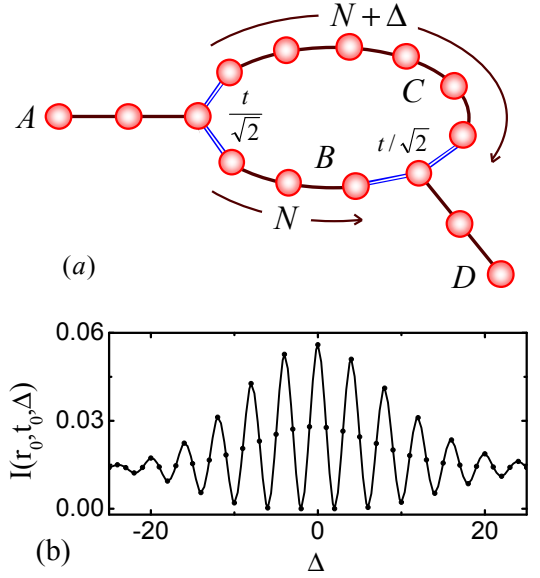 N + Δ
A
t/√2
C
B
t/√2
N
D
(a)
0.06
0.03
0.00
I(r₀,t₀,Δ)
-20
0
20
Δ
(b)